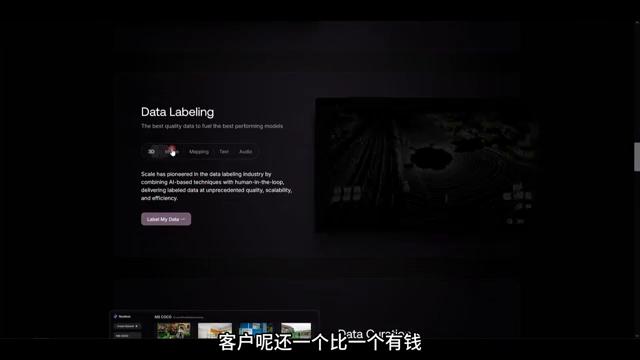 Data Labeling
The best quality data to fuel the best performing models
3D
Mapping
Text
Audio
Scale has pioneered in the data labeling industry by
combining AI-based techniques with human-in-the-loop,
delivering labeled data at unprecedented quality, scalability,
and efficiency.
Label My Data →
Nucleus
MS COCO
Data Curation
客户呢还一个比一个有钱